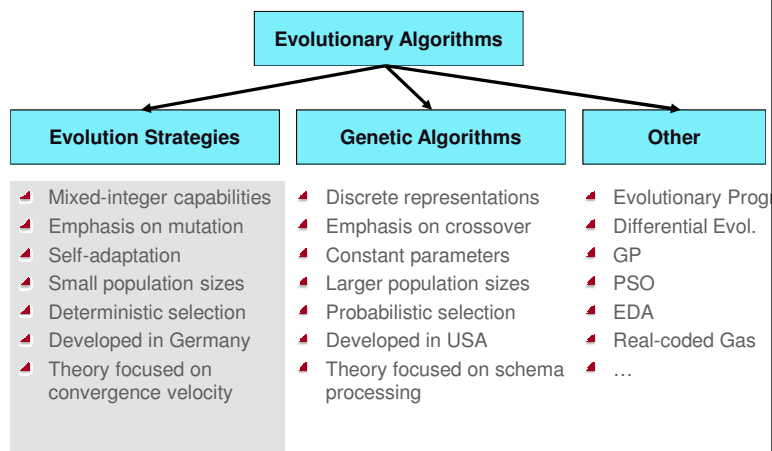 Evolutionary Algorithms
Evolution Strategies
Mixed-integer capabilities
Emphasis on mutation
Self-adaptation
Small population sizes
Deterministic selection
Developed in Germany
Theory focused on
convergence velocity
Genetic Algorithms
Discrete representations
Emphasis on crossover
Constant parameters
Larger population sizes
Probabilistic selection
Developed in USA
Theory focused on schema
processing
Other
Evolutionary Progr
Differential Evol.
GP
PSO
EDA
Real-coded Gas
…